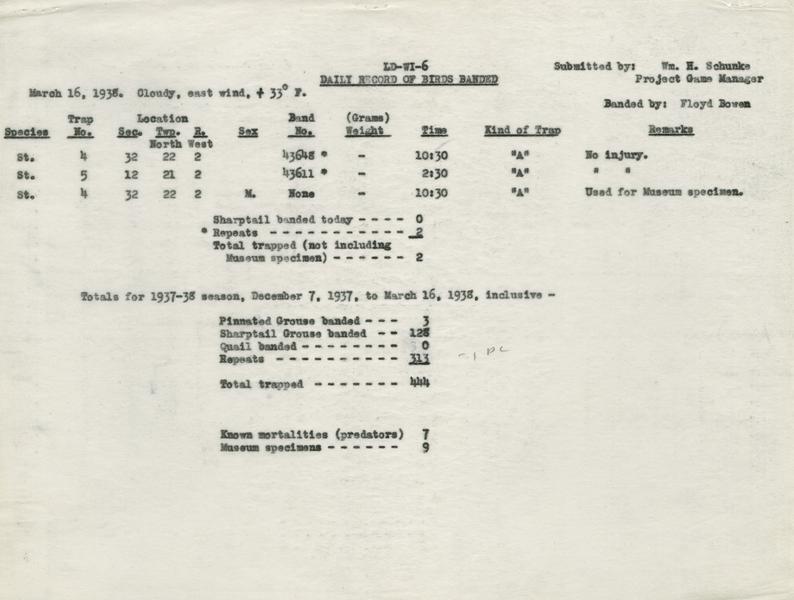 LD-WI-6
DAILY RECORD OF BIRDS BANDED
Submitted by: Wm. H. Schunke
Project Game Manager
March 16, 1938. Cloudy, east wind, + 33° F.
Banded by: Floyd Bowen
Trap Location Band (Grams)
Species No. Sec. Twp. R. Sex No. Weight Time Kind of Trap Remarks
North West
St. 4 32 22 2 43648 * - 10:30 "A" No injury.
St. 5 12 21 2 43611 * - 2:30 "A" " "
St. 4 32 22 2 M. None - 10:30 "A" Used for Museum specimen.
Sharptail banded today - - - - 0
* Repeats - - - - - - - - - - - 2
Total trapped (not including
Museum specimen) - - - - - - 2
Totals for 1937-38 season, December 7, 1937, to March 16, 1938, inclusive -
Pinnated Grouse banded - - - 3
Sharptail Grouse banded - - 128
Quail banded - - - - - - - - 0
Repeats - - - - - - - - - - 313
Total trapped - - - - - - - 444
Known mortalities (predators) 7
Museum specimens - - - - - - 9